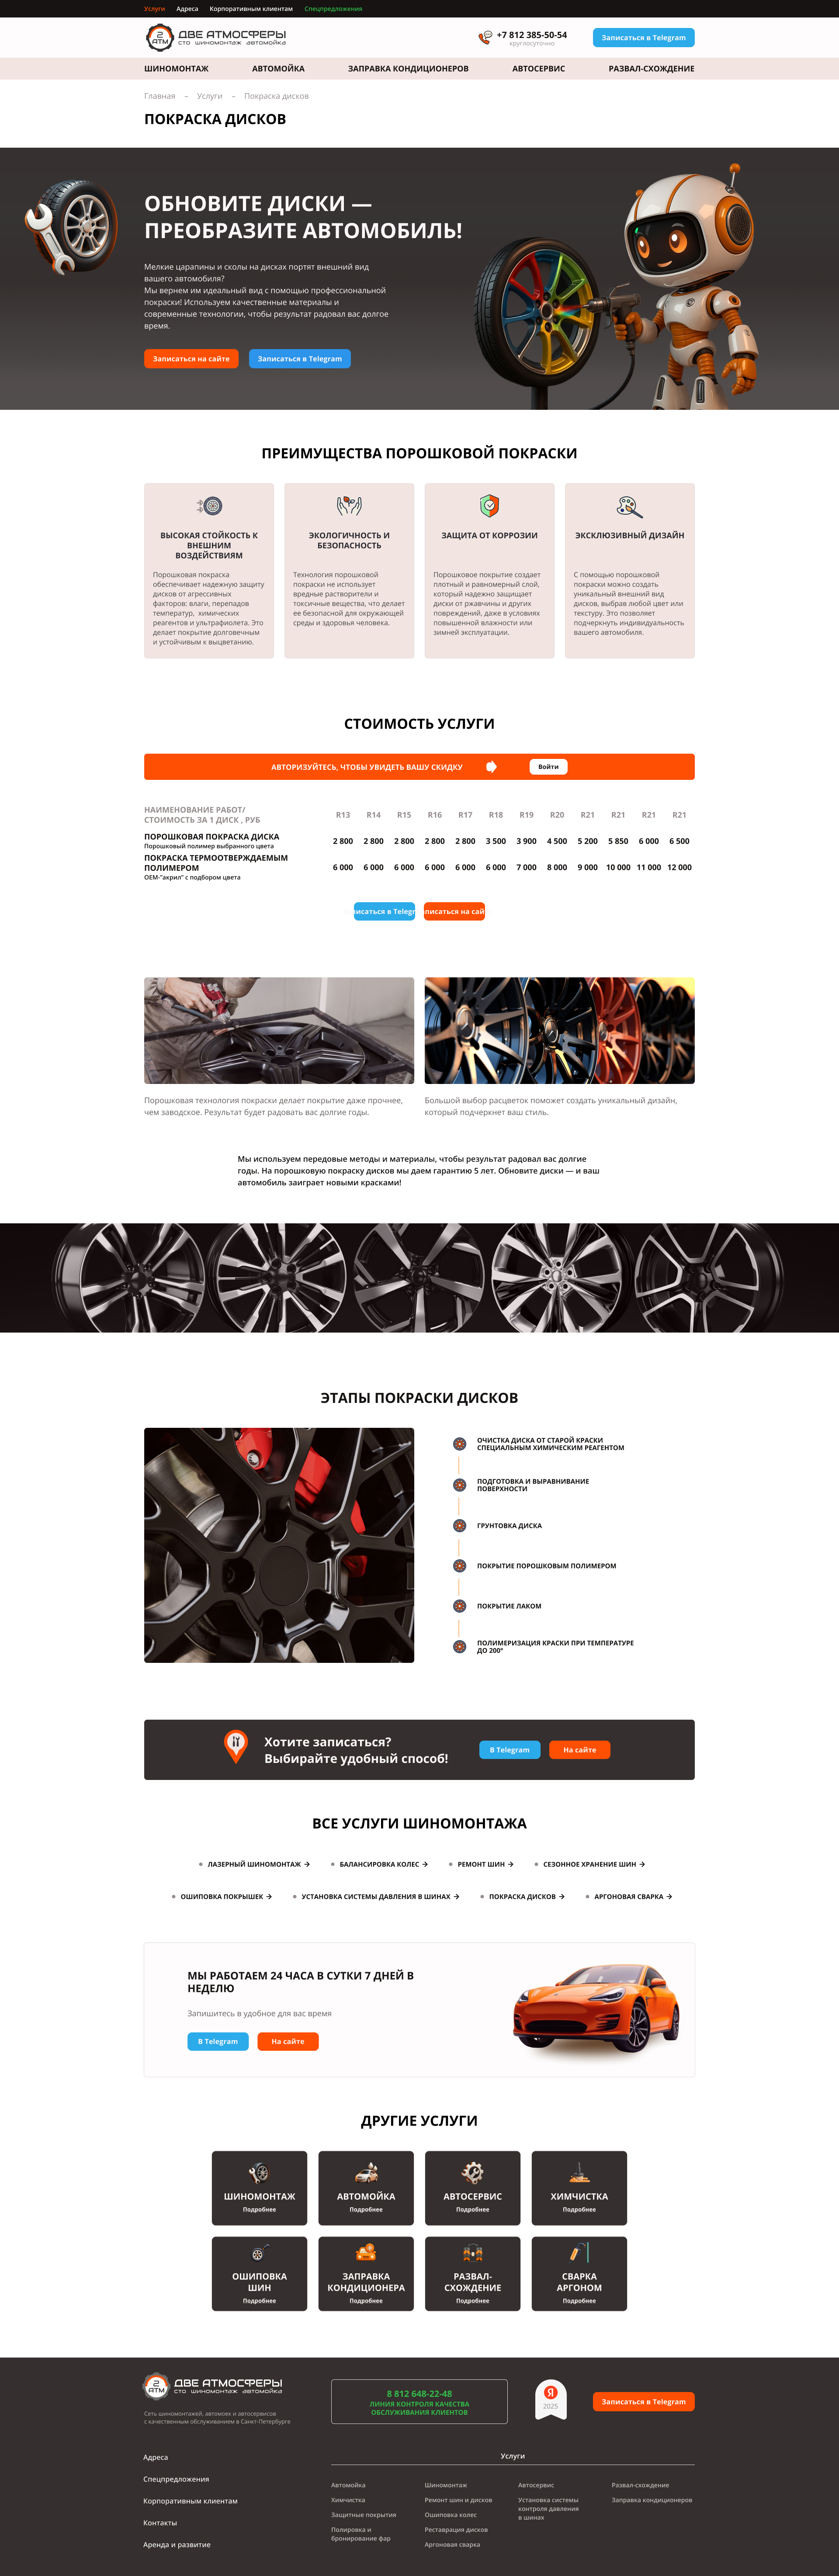 Услуги Адреса Корпоративным клиентам Спецпредложения
2 ATM
ДВЕ АТМОСФЕРЫ
сто шиномонтаж автомойка
+7 812 385-50-54
круглосуточно
Записаться в Telegram
ШИНОМОНТАЖ АВТОМОЙКА ЗАПРАВКА КОНДИЦИОНЕРОВ АВТОСЕРВИС РАЗВАЛ-СХОЖДЕНИЕ
Главная – Услуги – Покраска дисков
ПОКРАСКА ДИСКОВ
ОБНОВИТЕ ДИСКИ —
ПРЕОБРАЗИТЕ АВТОМОБИЛЬ!
Мелкие царапины и сколы на дисках портят внешний вид
вашего автомобиля?
Мы вернем им идеальный вид с помощью профессиональной
покраски! Используем качественные материалы и
современные технологии, чтобы результат радовал вас долгое
время.
Записаться на сайте Записаться в Telegram
ПРЕИМУЩЕСТВА ПОРОШКОВОЙ ПОКРАСКИ
ВЫСОКАЯ СТОЙКОСТЬ К
ВНЕШНИМ
ВОЗДЕЙСТВИЯМ
Порошковая покраска
обеспечивает надежную защиту
дисков от агрессивных
факторов: влаги, перепадов
температур, химических
реагентов и ультрафиолета. Это
делает покрытие долговечным
и устойчивым к выцветанию.
ЭКОЛОГИЧНОСТЬ И
БЕЗОПАСНОСТЬ
Технология порошковой
покраски не использует
вредные растворители и
токсичные вещества, что делает
ее безопасной для окружающей
среды и здоровья человека.
ЗАЩИТА ОТ КОРРОЗИИ
Порошковое покрытие создает
плотный и равномерный слой,
который надежно защищает
диски от ржавчины и других
повреждений, даже в условиях
повышенной влажности или
зимней эксплуатации.
ЭКСКЛЮЗИВНЫЙ ДИЗАЙН
С помощью порошковой
покраски можно создать
уникальный внешний вид
дисков, выбрав любой цвет или
текстуру. Это позволяет
подчеркнуть индивидуальность
вашего автомобиля.
СТОИМОСТЬ УСЛУГИ
АВТОРИЗУЙТЕСЬ, ЧТОБЫ УВИДЕТЬ ВАШУ СКИДКУ Войти
НАИМЕНОВАНИЕ РАБОТ/
СТОИМОСТЬ ЗА 1 ДИСК , РУБ
R13 R14 R15 R16 R17 R18 R19 R20 R21 R21 R21 R21
ПОРОШКОВАЯ ПОКРАСКА ДИСКА
Порошковый полимер выбранного цвета
2 800 2 800 2 800 2 800 2 800 3 500 3 900 4 500 5 200 5 850 6 000 6 500
ПОКРАСКА ТЕРМООТВЕРЖДАЕМЫМ
ПОЛИМЕРОМ
OEM-"акрил" с подбором цвета
6 000 6 000 6 000 6 000 6 000 6 000 7 000 8 000 9 000 10 000 11 000 12 000
исаться в Telegr писаться на сай
Порошковая технология покраски делает покрытие даже прочнее,
чем заводское. Результат будет радовать вас долгие годы.
Большой выбор расцветок поможет создать уникальный дизайн,
который подчеркнет ваш стиль.
Мы используем передовые методы и материалы, чтобы результат радовал вас долгие
годы. На порошковую покраску дисков мы даем гарантию 5 лет. Обновите диски — и ваш
автомобиль заиграет новыми красками!
ЭТАПЫ ПОКРАСКИ ДИСКОВ
ОЧИСТКА ДИСКА ОТ СТАРОЙ КРАСКИ
СПЕЦИАЛЬНЫМ ХИМИЧЕСКИМ РЕАГЕНТОМ
ПОДГОТОВКА И ВЫРАВНИВАНИЕ
ПОВЕРХНОСТИ
ГРУНТОВКА ДИСКА
ПОКРЫТИЕ ПОРОШКОВЫМ ПОЛИМЕРОМ
ПОКРЫТИЕ ЛАКОМ
ПОЛИМЕРИЗАЦИЯ КРАСКИ ПРИ ТЕМПЕРАТУРЕ
ДО 200°
Хотите записаться?
Выбирайте удобный способ!
В Telegram На сайте
ВСЕ УСЛУГИ ШИНОМОНТАЖА
ЛАЗЕРНЫЙ ШИНОМОНТАЖ → БАЛАНСИРОВКА КОЛЕС → РЕМОНТ ШИН → СЕЗОННОЕ ХРАНЕНИЕ ШИН →
ОШИПОВКА ПОКРЫШЕК → УСТАНОВКА СИСТЕМЫ ДАВЛЕНИЯ В ШИНАХ → ПОКРАСКА ДИСКОВ → АРГОНОВАЯ СВАРКА →
МЫ РАБОТАЕМ 24 ЧАСА В СУТКИ 7 ДНЕЙ В
НЕДЕЛЮ
Запишитесь в удобное для вас время
В Telegram На сайте
ДРУГИЕ УСЛУГИ
ШИНОМОНТАЖ
Подробнее
АВТОМОЙКА
Подробнее
АВТОСЕРВИС
Подробнее
ХИМЧИСТКА
Подробнее
ОШИПОВКА
ШИН
Подробнее
ЗАПРАВКА
КОНДИЦИОНЕРА
Подробнее
РАЗВАЛ-
СХОЖДЕНИЕ
Подробнее
СВАРКА
АРГОНОМ
Подробнее
2 ATM
ДВЕ АТМОСФЕРЫ
сто шиномонтаж автомойка
Сеть шиномонтажей, автомоек и автосервисов
с качественным обслуживанием в Санкт-Петербурге
8 812 648-22-48
ЛИНИЯ КОНТРОЛЯ КАЧЕСТВА
ОБСЛУЖИВАНИЯ КЛИЕНТОВ
Я
2025
Записаться в Telegram
Адреса
Спецпредложения
Корпоративным клиентам
Контакты
Аренда и развитие
Услуги
Автомойка
Химчистка
Защитные покрытия
Полировка и
бронирование фар
Шиномонтаж
Ремонт шин и дисков
Ошиповка колес
Реставрация дисков
Аргоновая сварка
Автосервис
Установка системы
контроля давления
в шинах
Развал-схождение
Заправка кондиционеров